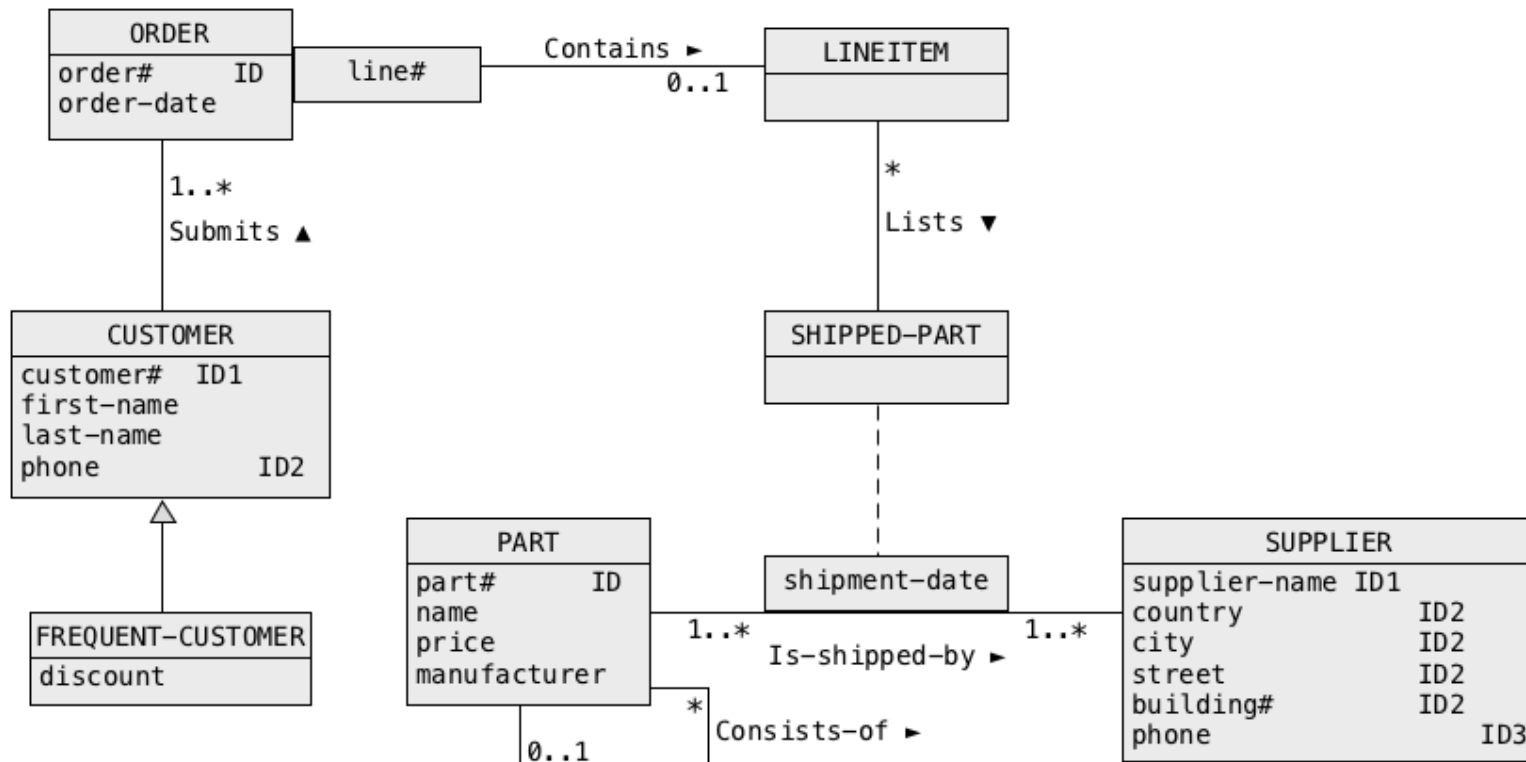 ORDER
order# ID
order-date
line#
Contains ►
0..1
LINEITEM
1..*
Submits ▲
*
Lists ▼
CUSTOMER
customer# ID1
first-name
last-name
phone ID2
SHIPPED-PART
FREQUENT-CUSTOMER
discount
PART
part# ID
name
price
manufacturer
shipment-date
1..*
1..*
Is-shipped-by ►
SUPPLIER
supplier-name ID1
country ID2
city ID2
street ID2
building# ID2
phone ID3
*
Consists-of ►
0..1